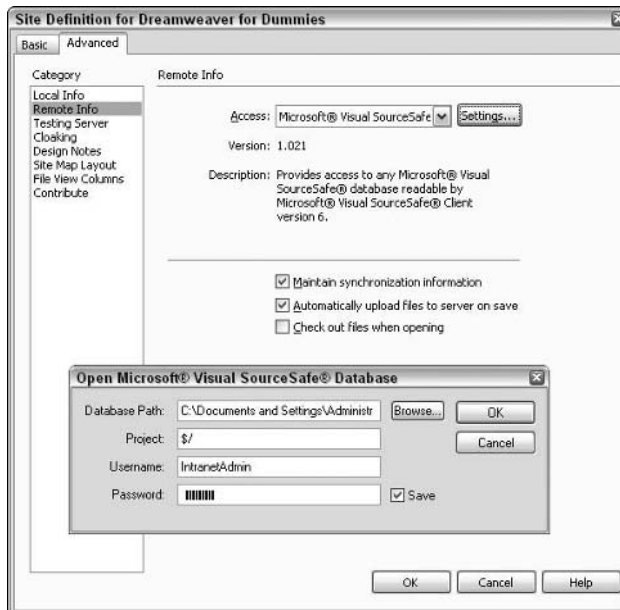 Site Definition for Dreamweaver for Dummies
Basic
Advanced
Category
Local Info
Remote Info
Testing Server
Cloaking
Design Notes
Site Map Layout
File View Columns
Contribute
Remote Info
Access: Microsoft® Visual SourceSafe Settings...
Version: 1.021
Description: Provides access to any Microsoft® Visual
SourceSafe® database readable by
Microsoft® Visual SourceSafe® Client
version 6.
Maintain synchronization information
Automatically upload files to server on save
Check out files when opening
Open Microsoft® Visual SourceSafe® Database
Database Path: C:\Documents and Settings\Administr Browse... OK
Project: $/ Cancel
Username: IntranetAdmin
Password: Save
OK Cancel Help